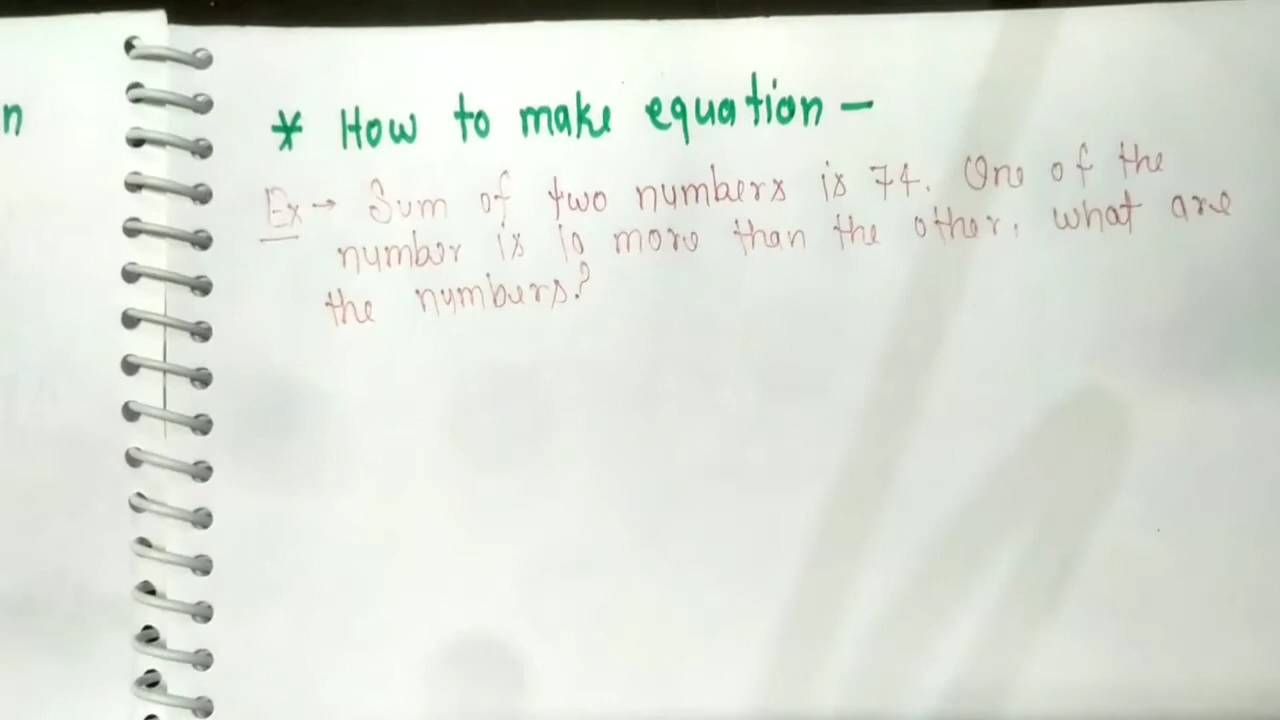 n
* How to make equation -
Ex → Sum of two numbers is 74. One of the
number is 10 more than the other. what are
the numbers?